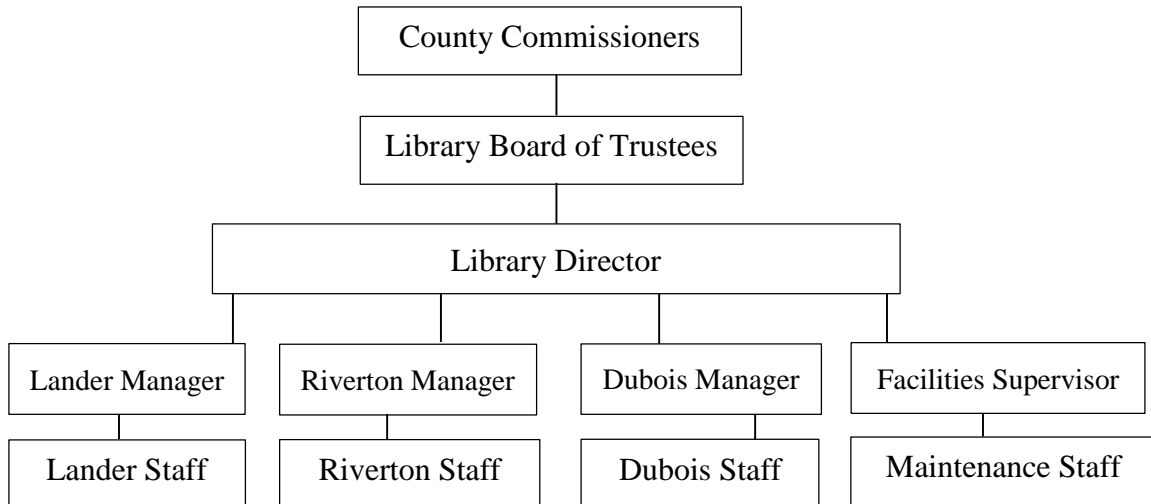 County Commissioners
Library Board of Trustees
Library Director
Lander Manager
Riverton Manager
Dubois Manager
Facilities Supervisor
Lander Staff
Riverton Staff
Dubois Staff
Maintenance Staff